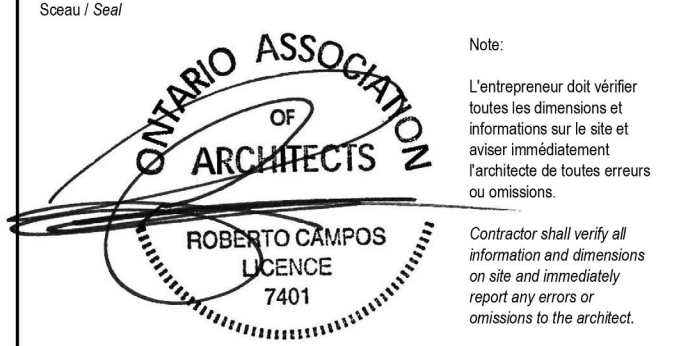 Sceau / Seal
ONTARIO ASSOCIATION
OF
ARCHITECTS
ROBERTO CAMPOS
LICENCE
7401
Note:
L'entrepreneur doit vérifier
toutes les dimensions et
informations sur le site et
aviser immédiatement
l'architecte de toutes erreurs
ou omissions.
Contractor shall verify all
information and dimensions
on site and immediately
report any errors or
omissions to the architect.